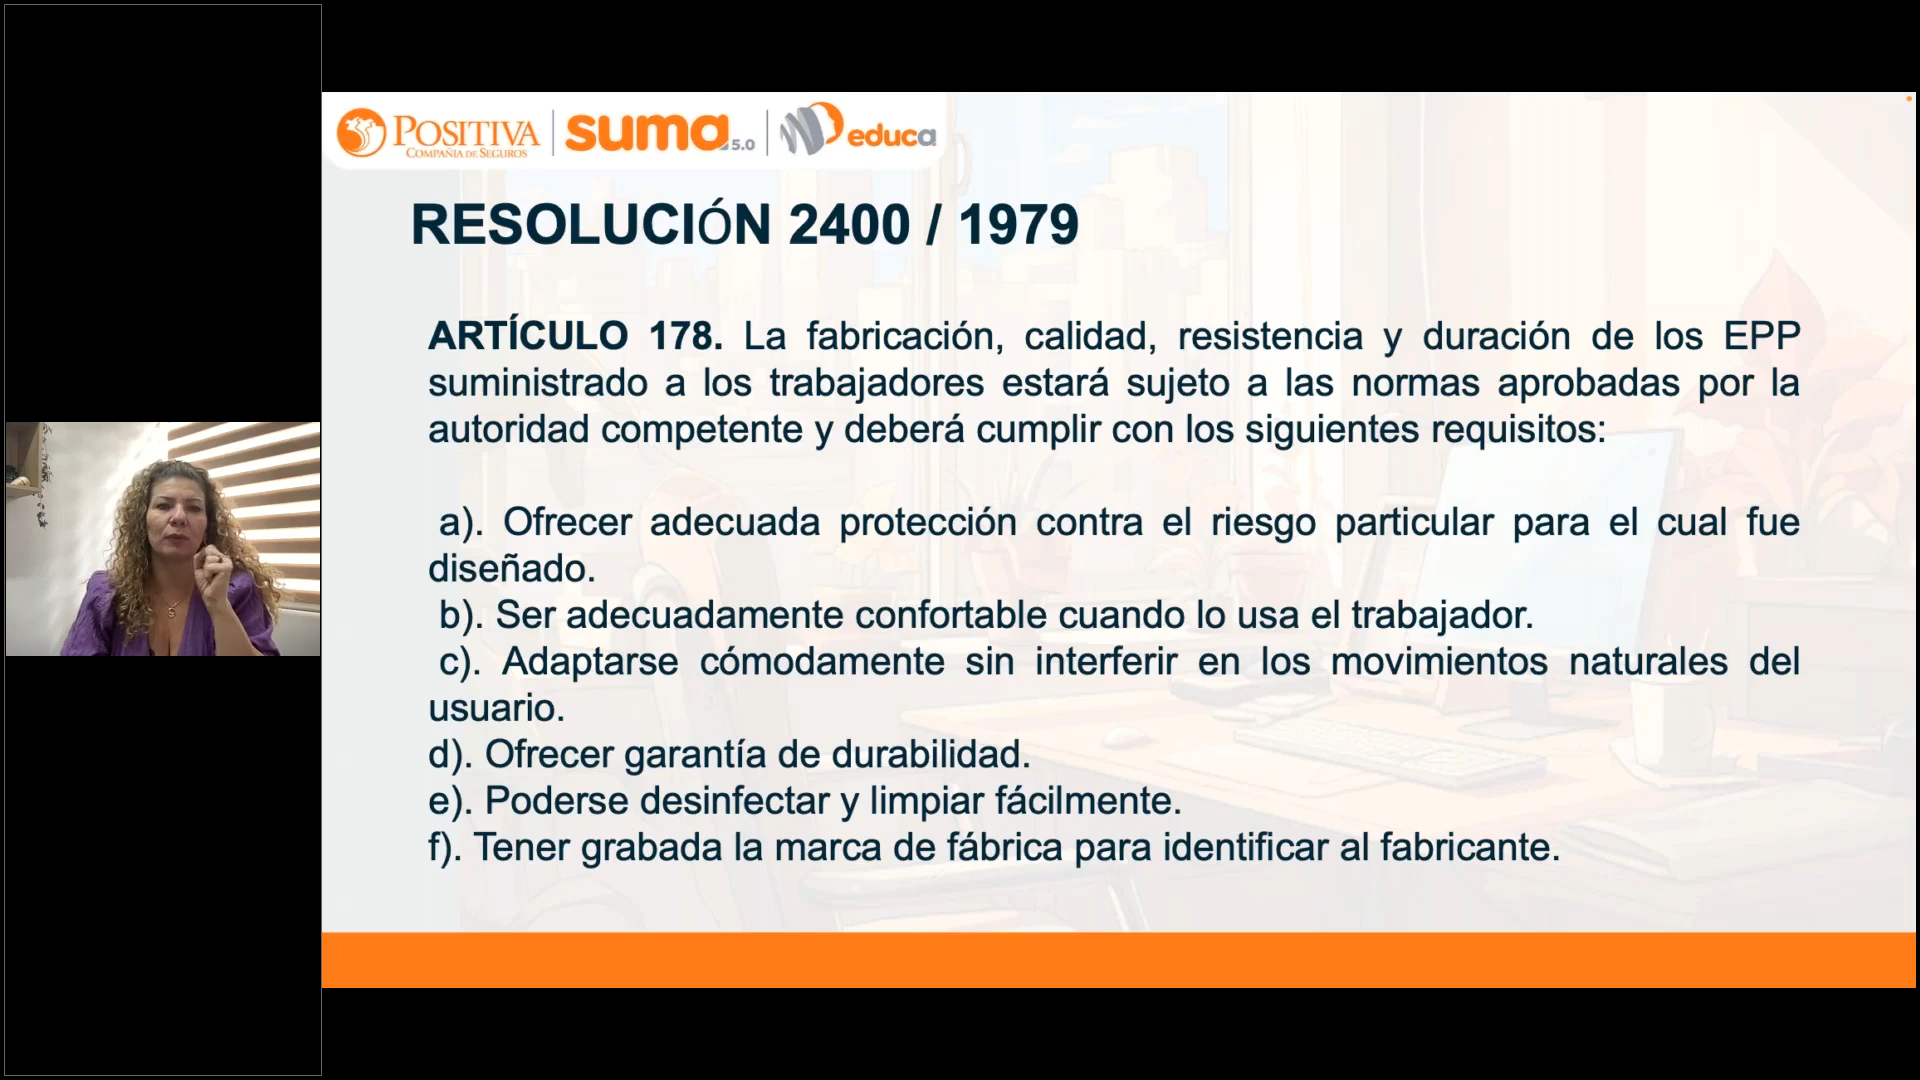 POSITIVA
COMPAÑIA DE SEGUROS
suma 5.0
educa
RESOLUCIÓN 2400 / 1979
ARTÍCULO 178. La fabricación, calidad, resistencia y duración de los EPP
suministrado a los trabajadores estará sujeto a las normas aprobadas por la
autoridad competente y deberá cumplir con los siguientes requisitos:
a). Ofrecer adecuada protección contra el riesgo particular para el cual fue
diseñado.
b). Ser adecuadamente confortable cuando lo usa el trabajador.
c). Adaptarse cómodamente sin interferir en los movimientos naturales del
usuario.
d). Ofrecer garantía de durabilidad.
e). Poderse desinfectar y limpiar fácilmente.
f). Tener grabada la marca de fábrica para identificar al fabricante.